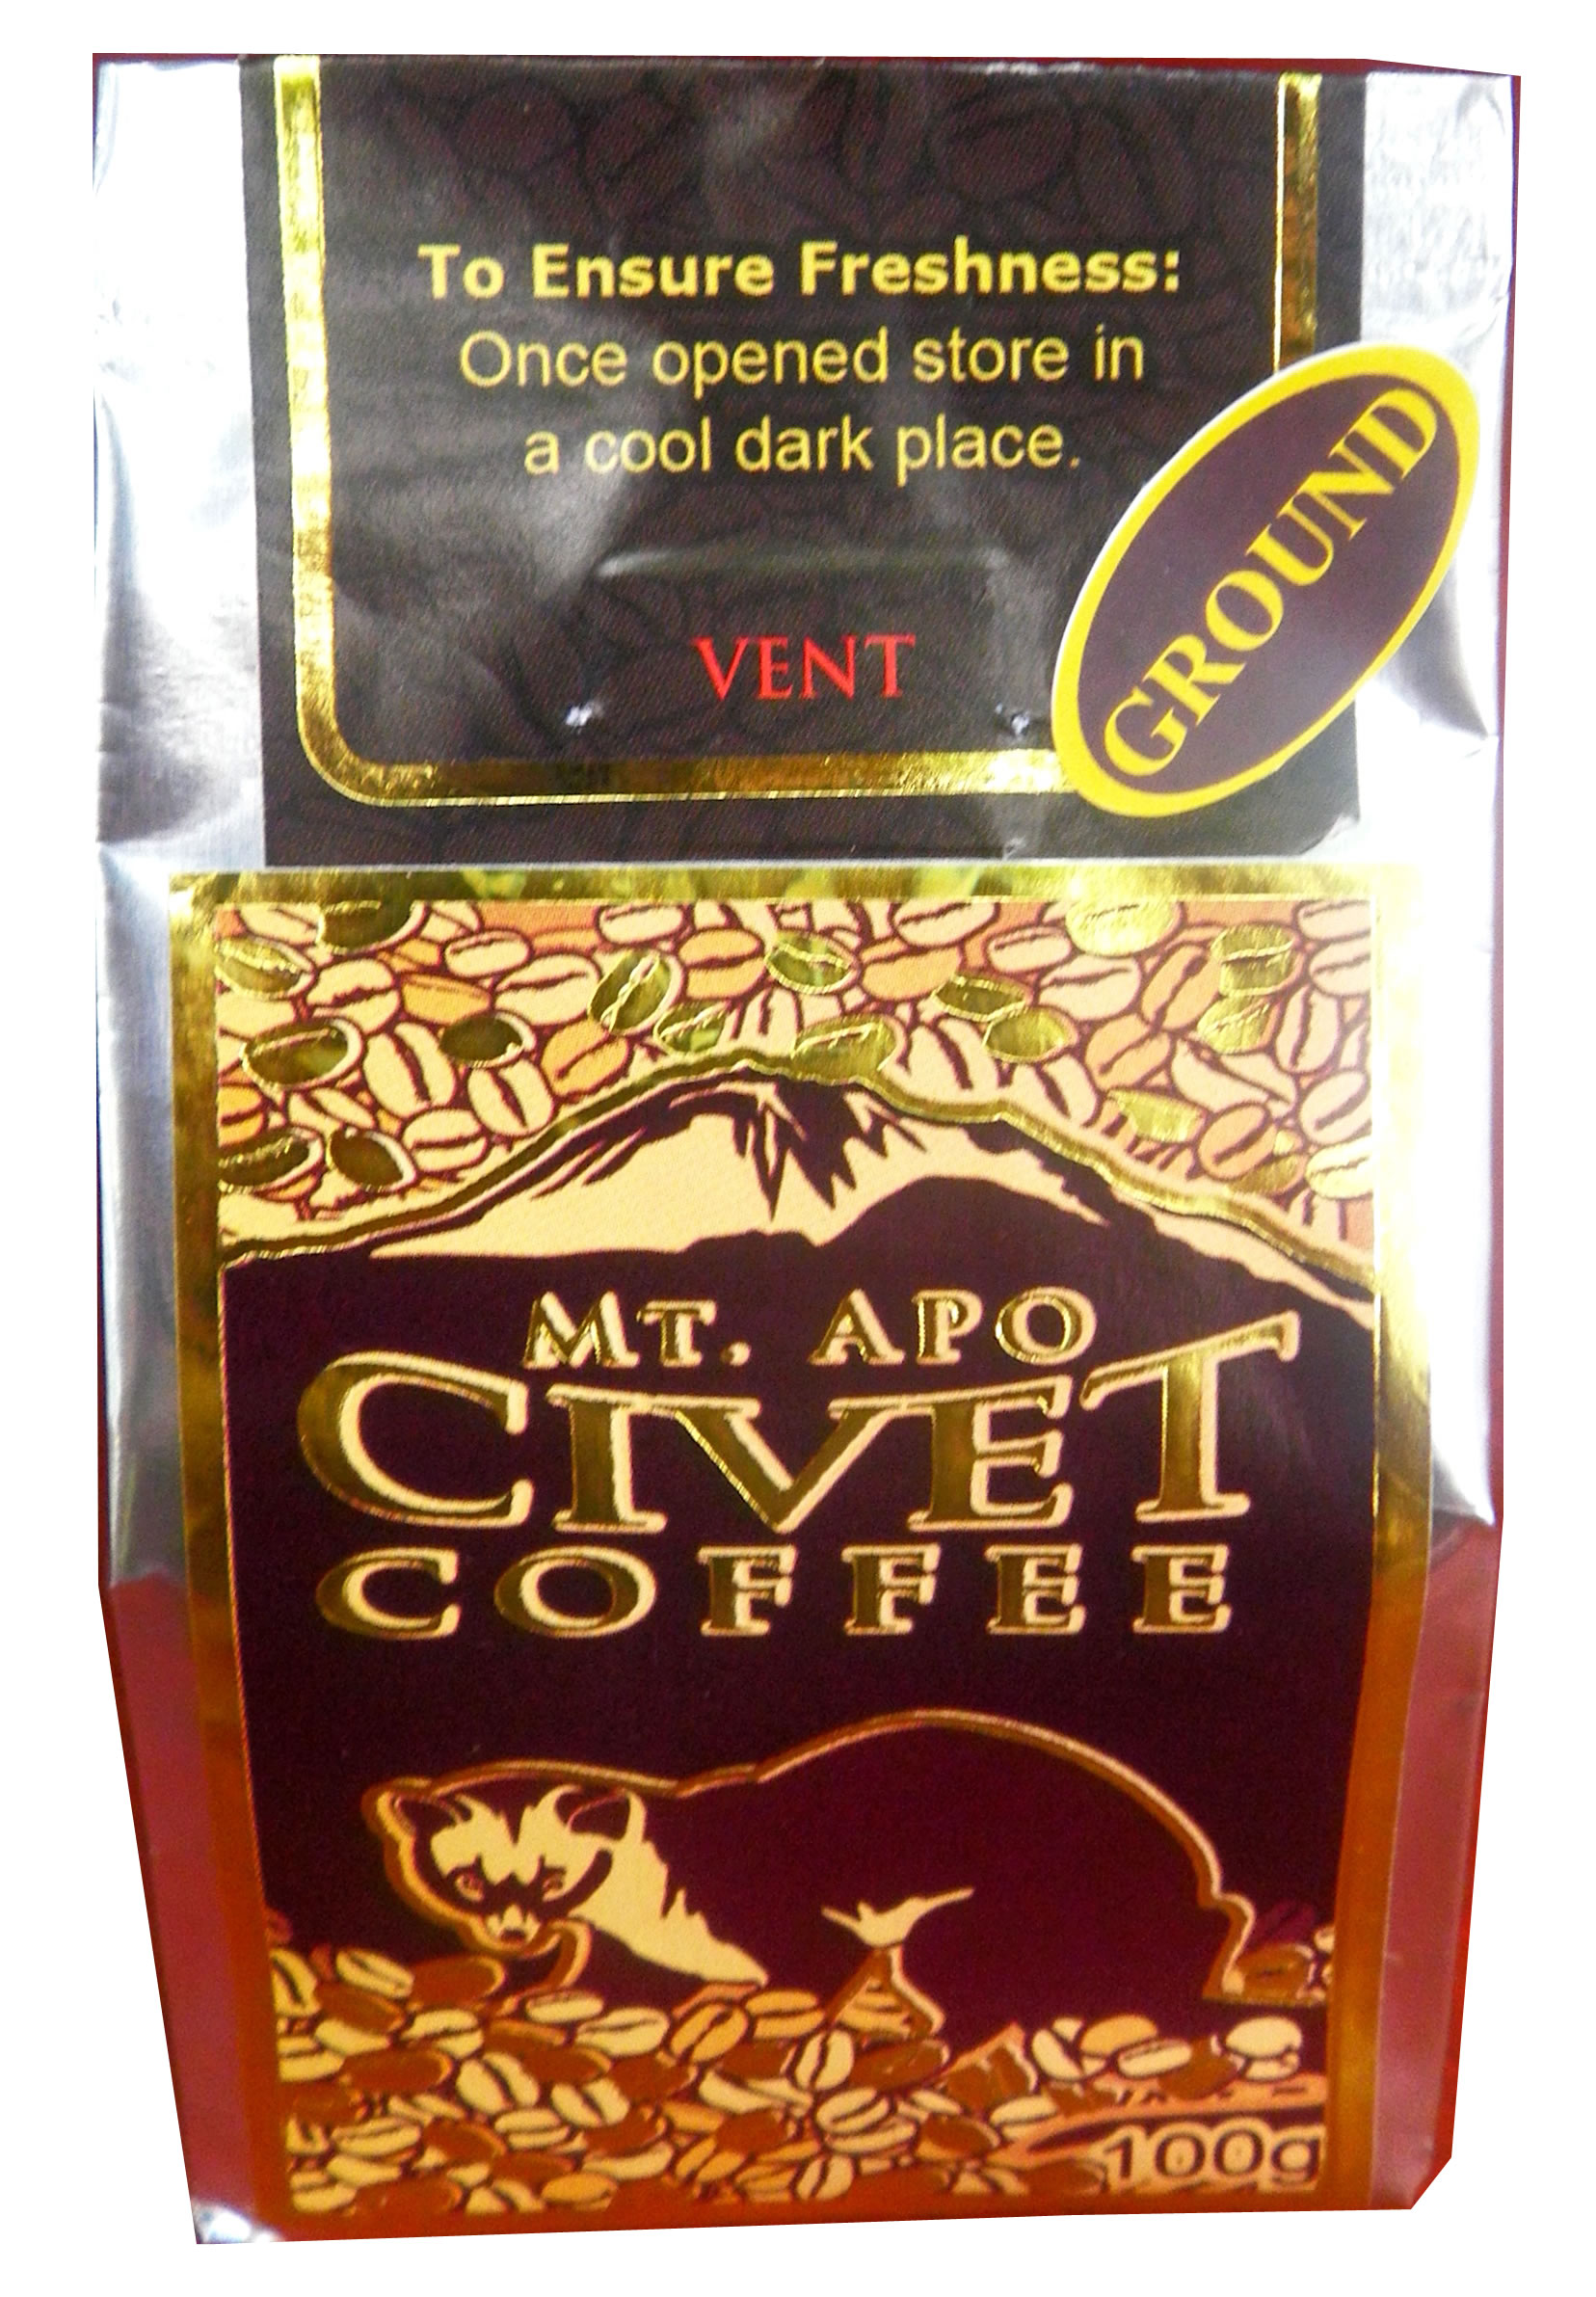 To Ensure Freshness:
Once opened store in
a cool dark place.
GROUND
VENT
MT. APO
CIVET
COFFEE
100g